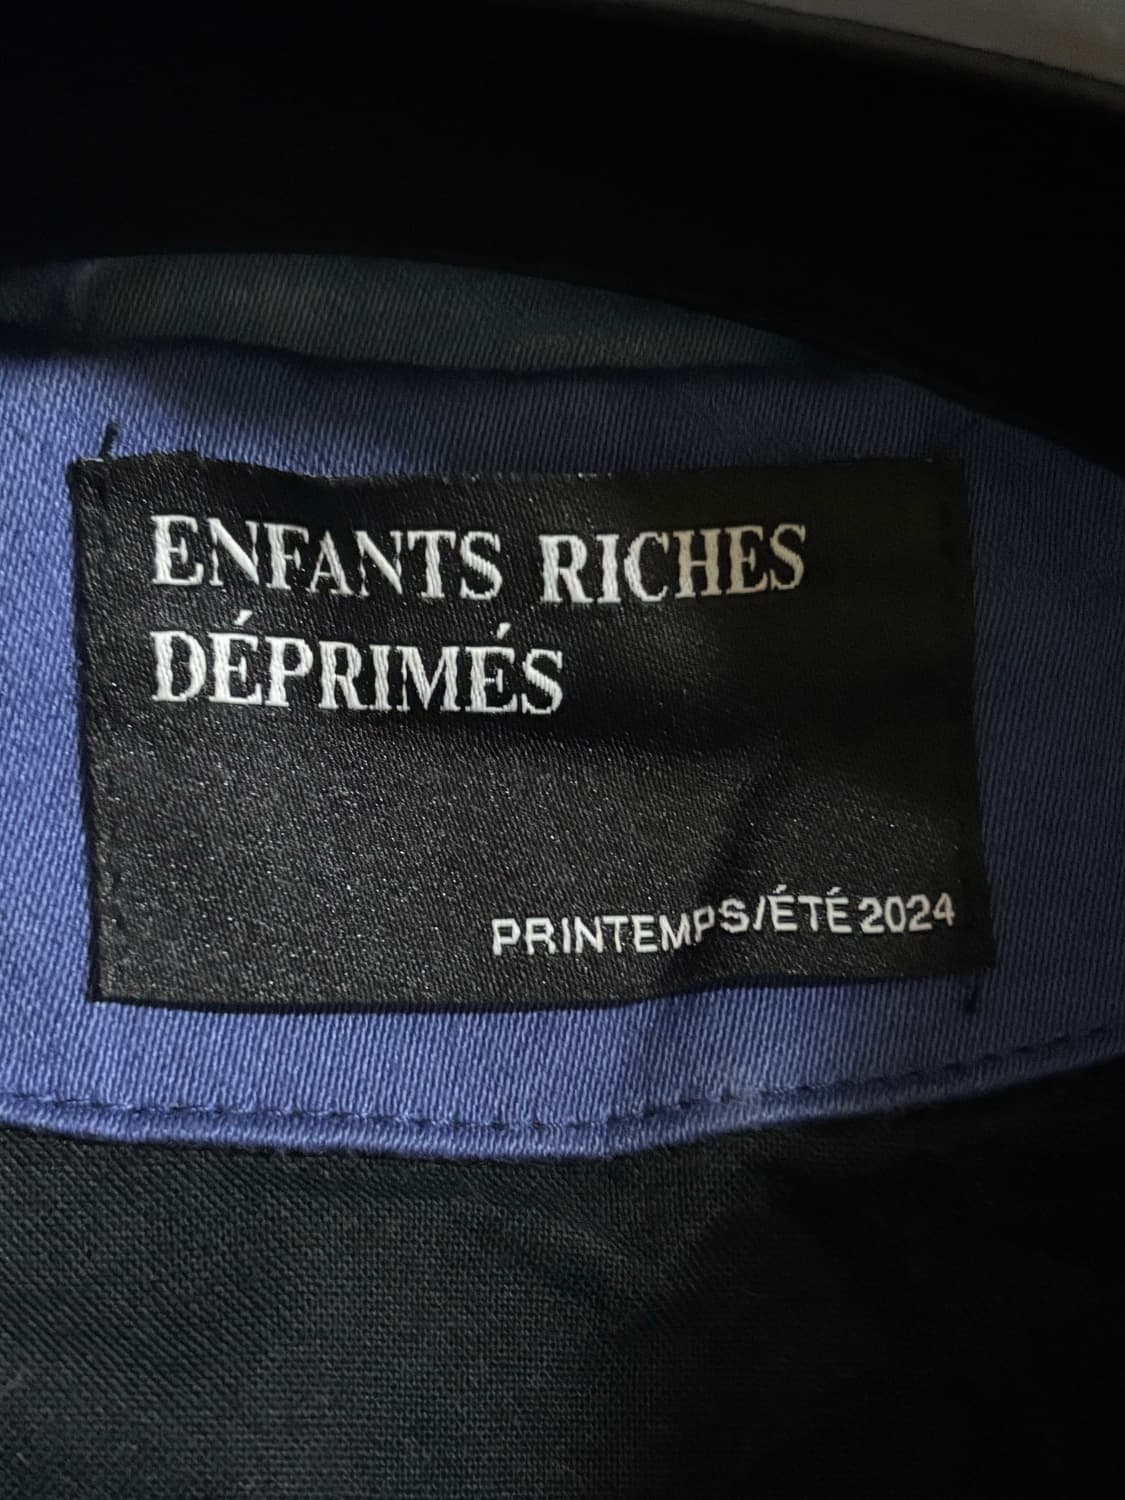 ENFANTS RICHES
DÉPRIMÉS
PRINTEMPS/ÉTÉ 2024